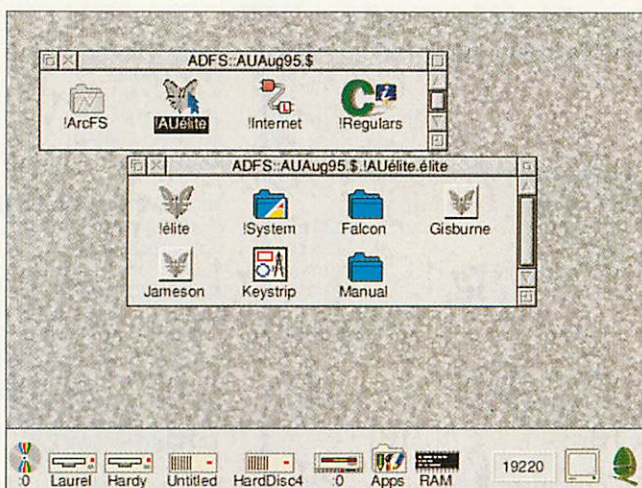 ADFS::AUAug95.$
!ArcFS !AUélite !Internet !Regulars
ADFS::AUAug95.$.!AUélite.élite
!élite !System Falcon Gisburne
Jameson Keystrip Manual
:0 Laurel Hardy Untitled HardDisc4 :0 Apps RAM 19220